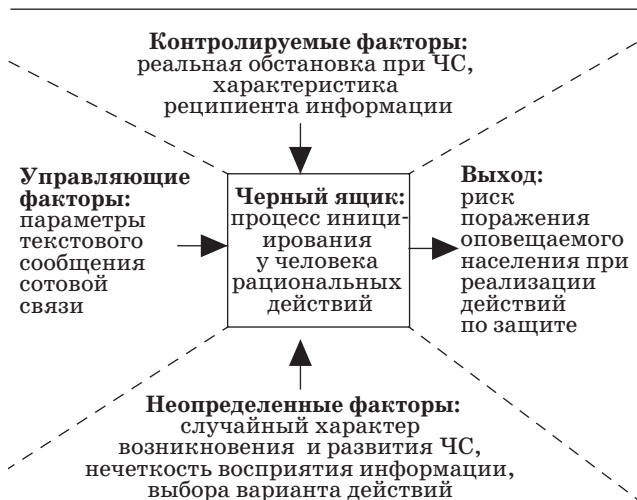 Контролируемые факторы:
реальная обстановка при ЧС,
характеристика
реципиента информации
Управляющие
факторы:
параметры
текстового
сообщения
сотовой
связи
Черный ящик:
процесс иници-
ирования
у человека
рациональных
действий
Выход:
риск
поражения
оповещаемого
населения при
реализации
действий
по защите
Неопределенные факторы:
случайный характер
возникновения и развития ЧС,
нечеткость восприятия информации,
выбора варианта действий